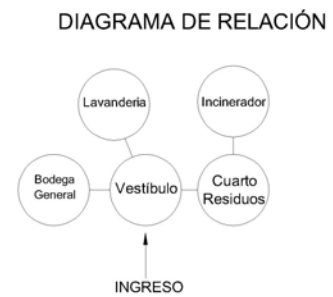 DIAGRAMA DE RELACIÓN
Lavanderia
Incinerador
Bodega
General
Vestíbulo
Cuarto
Residuos
INGRESO